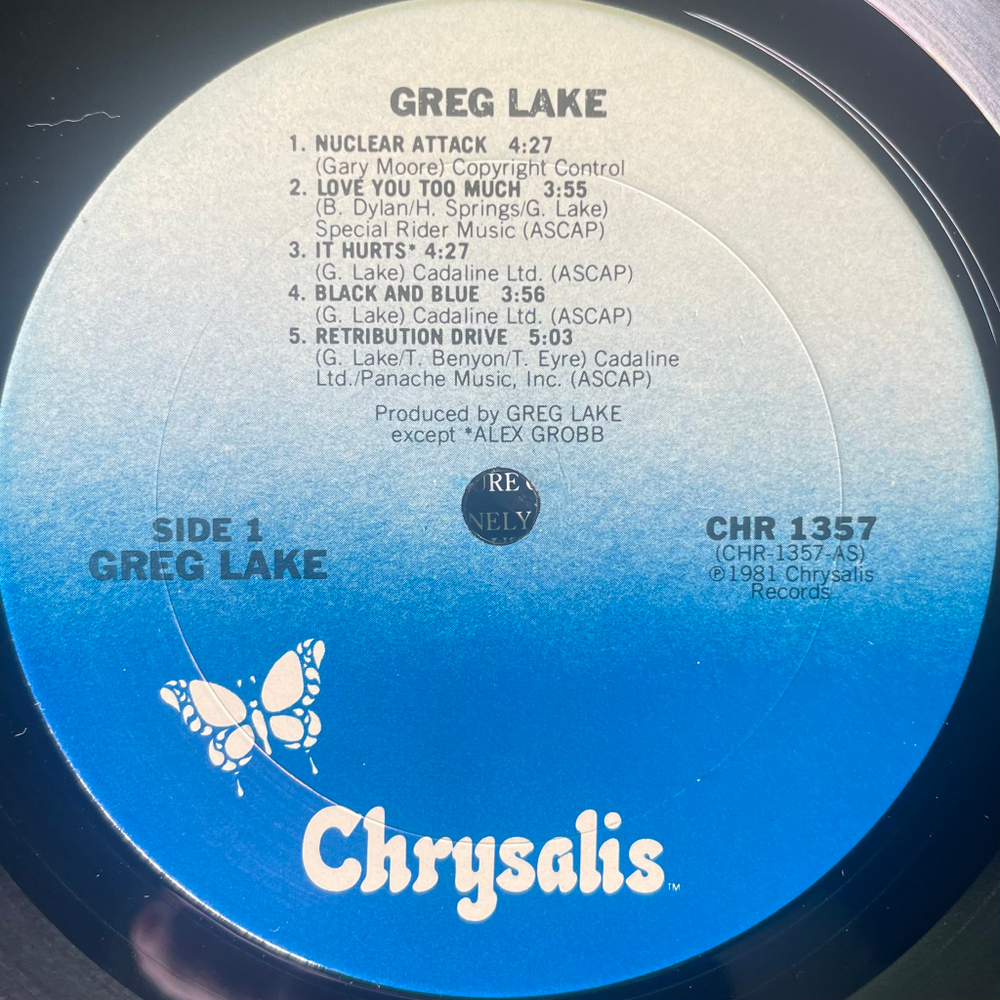 GREG LAKE
1. NUCLEAR ATTACK 4:27
(Gary Moore) Copyright Control
2. LOVE YOU TOO MUCH 3:55
(B. Dylan/H. Springs/G. Lake)
Special Rider Music (ASCAP)
3. IT HURTS* 4:27
(G. Lake) Cadaline Ltd. (ASCAP)
4. BLACK AND BLUE 3:56
(G. Lake) Cadaline Ltd. (ASCAP)
5. RETRIBUTION DRIVE 5:03
(G. Lake/T. Benyon/T. Eyre) Cadaline
Ltd./Panache Music, Inc. (ASCAP)
Produced by GREG LAKE
except *ALEX GROBB
SIDE 1
GREG LAKE
CHR 1357
(CHR-1357-AS)
℗1981 Chrysalis
Records
Chrysalis™